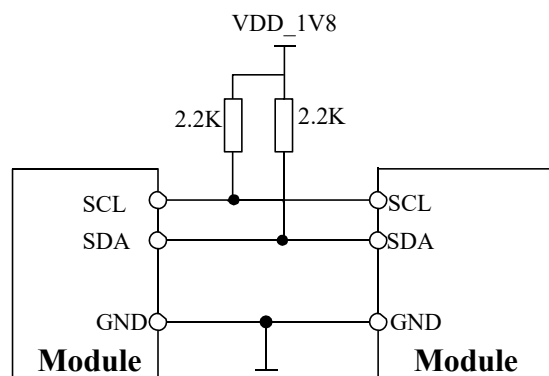 VDD_1V8
2.2K 2.2K
SCL SCL
SDA SDA
GND GND
Module Module